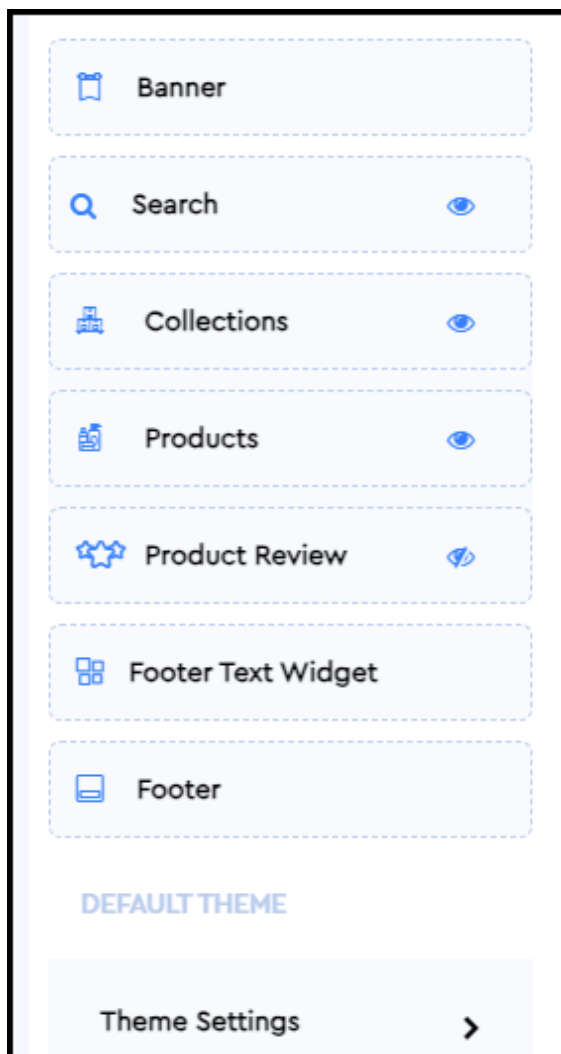 Banner
Search
Collections
Products
Product Review
Footer Text Widget
Footer
DEFAULT THEME
Theme Settings